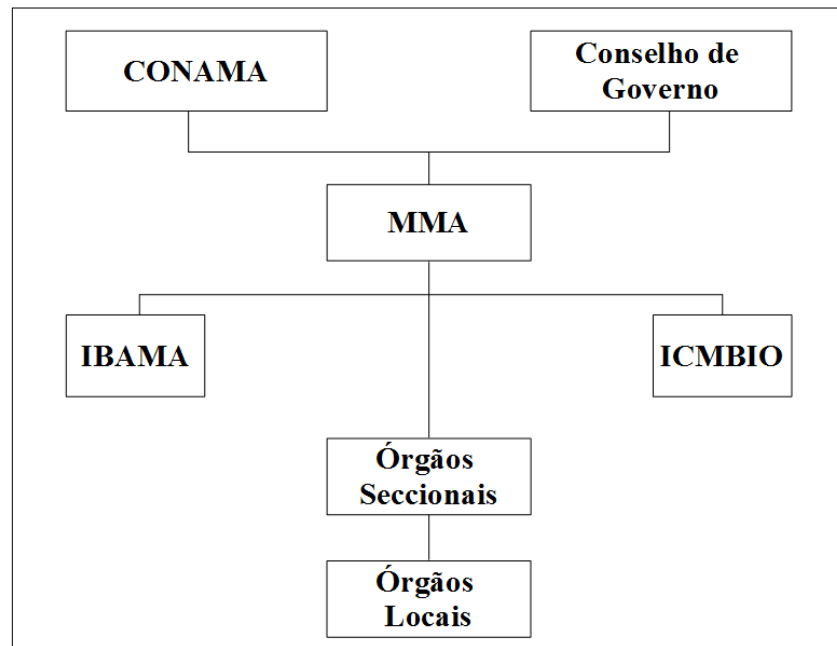 CONAMA
Conselho de
Governo
MMA
IBAMA
ICMBIO
Órgãos
Seccionais
Órgãos
Locais